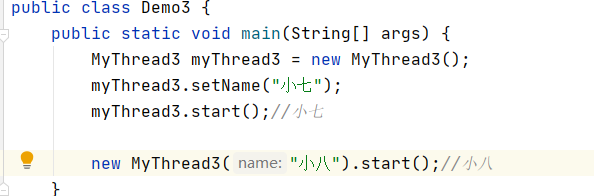 public class Demo3 {
    public static void main(String[] args) {
        MyThread3 myThread3 = new MyThread3();
        myThread3.setName("小七");
        myThread3.start();//小七
        new MyThread3( name: "小八").start();//小八
    }